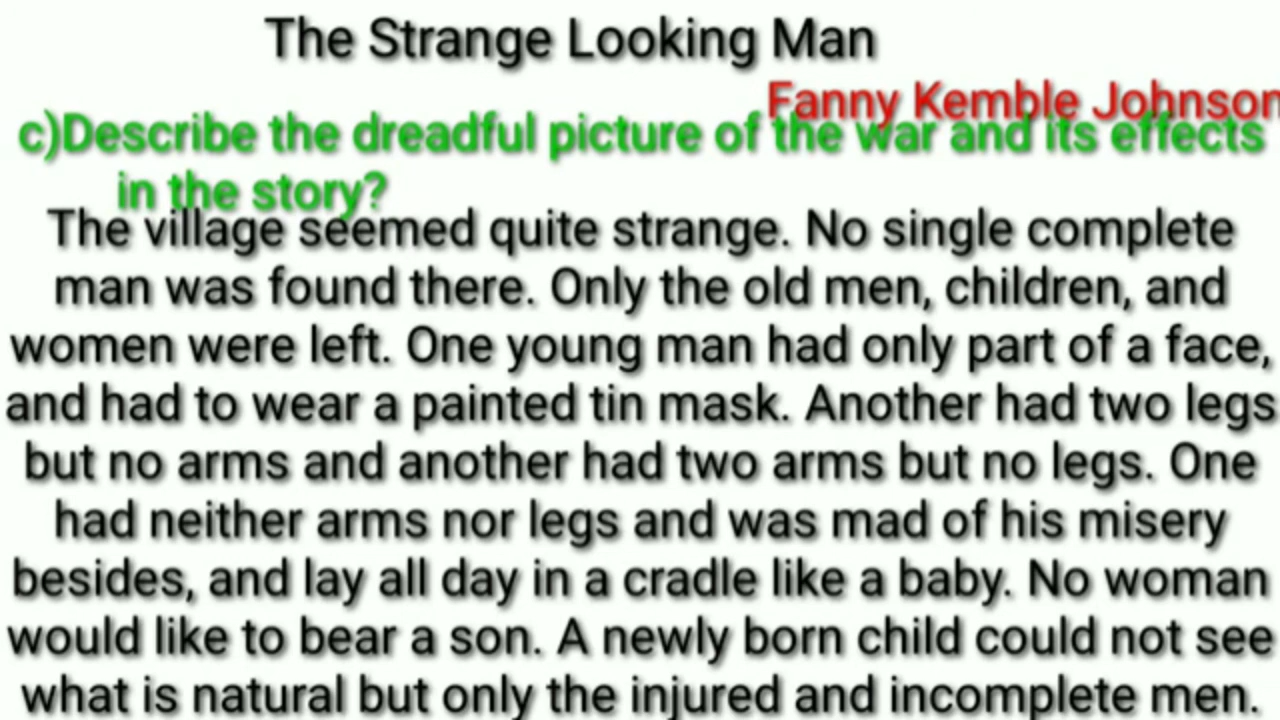 The Strange Looking Man
Fanny Kemble Johnson
c)Describe the dreadful picture of the war and its effects
in the story?
The village seemed quite strange. No single complete
man was found there. Only the old men, children, and
women were left. One young man had only part of a face,
and had to wear a painted tin mask. Another had two legs
but no arms and another had two arms but no legs. One
had neither arms nor legs and was mad of his misery
besides, and lay all day in a cradle like a baby. No woman
would like to bear a son. A newly born child could not see
what is natural but only the injured and incomplete men.